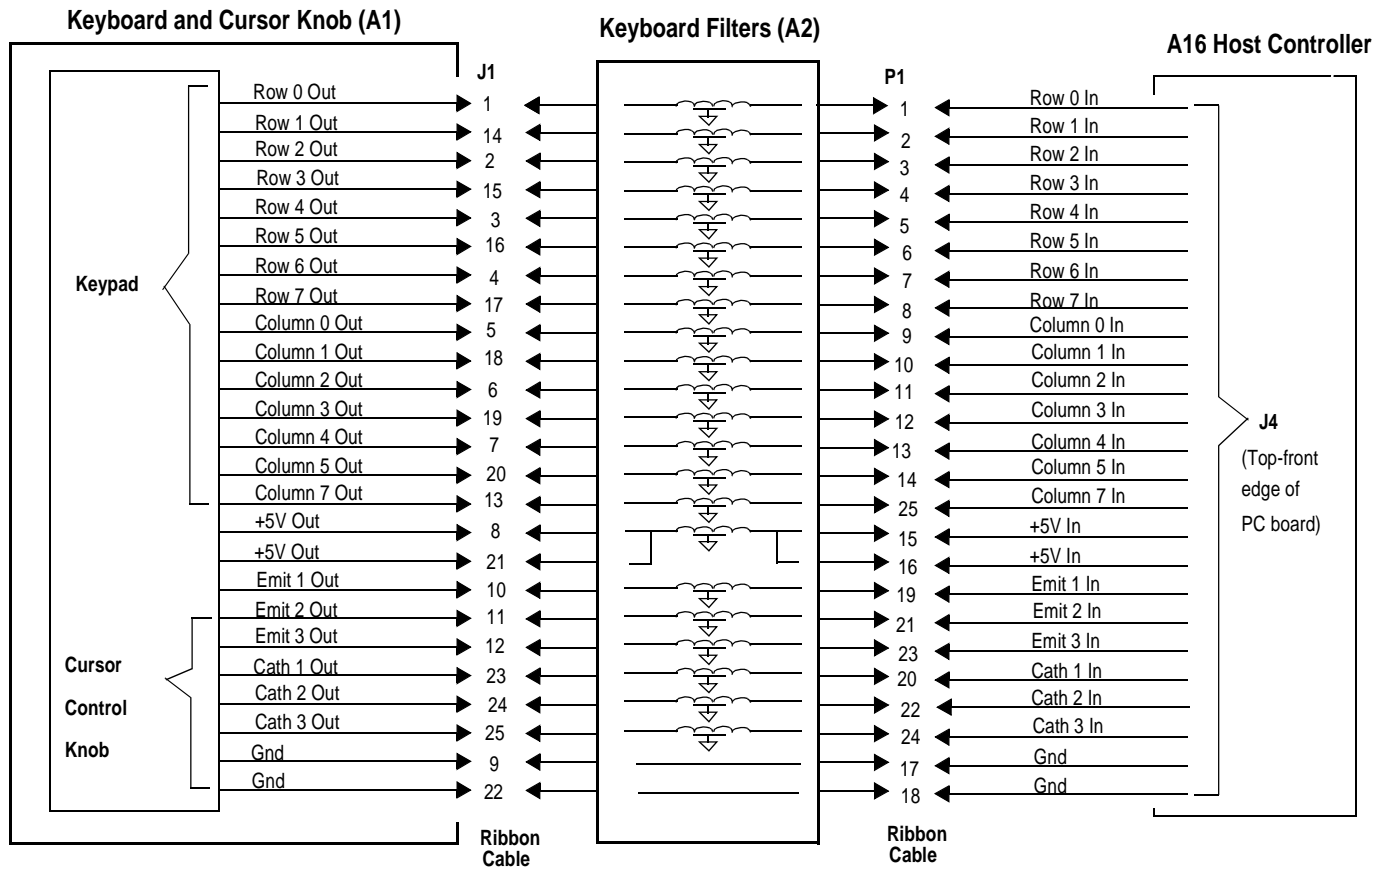 Keyboard and Cursor Knob (A1)
Keyboard Filters (A2)
A16 Host Controller
J1
P1
Row 0 Out 1 1 Row 0 In
Row 1 Out 14 2 Row 1 In
Row 2 Out 2 3 Row 2 In
Row 3 Out 15 4 Row 3 In
Row 4 Out 3 5 Row 4 In
Row 5 Out 16 6 Row 5 In
Row 6 Out 4 7 Row 6 In
Keypad
Row 7 Out 17 8 Row 7 In
Column 0 Out 5 9 Column 0 In
Column 1 Out 18 10 Column 1 In
Column 2 Out 6 11 Column 2 In
Column 3 Out 19 12 Column 3 In
Column 4 Out 7 13 Column 4 In
Column 5 Out 20 14 Column 5 In
Column 7 Out 13 25 Column 7 In
+5V Out 8 15 +5V In
+5V Out 21 16 +5V In
Emit 1 Out 10 19 Emit 1 In
Emit 2 Out 11 21 Emit 2 In
Emit 3 Out 12 23 Emit 3 In
Cath 1 Out 23 20 Cath 1 In
Cath 2 Out 24 22 Cath 2 In
Cath 3 Out 25 24 Cath 3 In
Gnd 9 17 Gnd
Gnd 22 18 Gnd
Cursor
Control
Knob
J4
(Top-front
edge of
PC board)
Ribbon
Cable
Ribbon
Cable